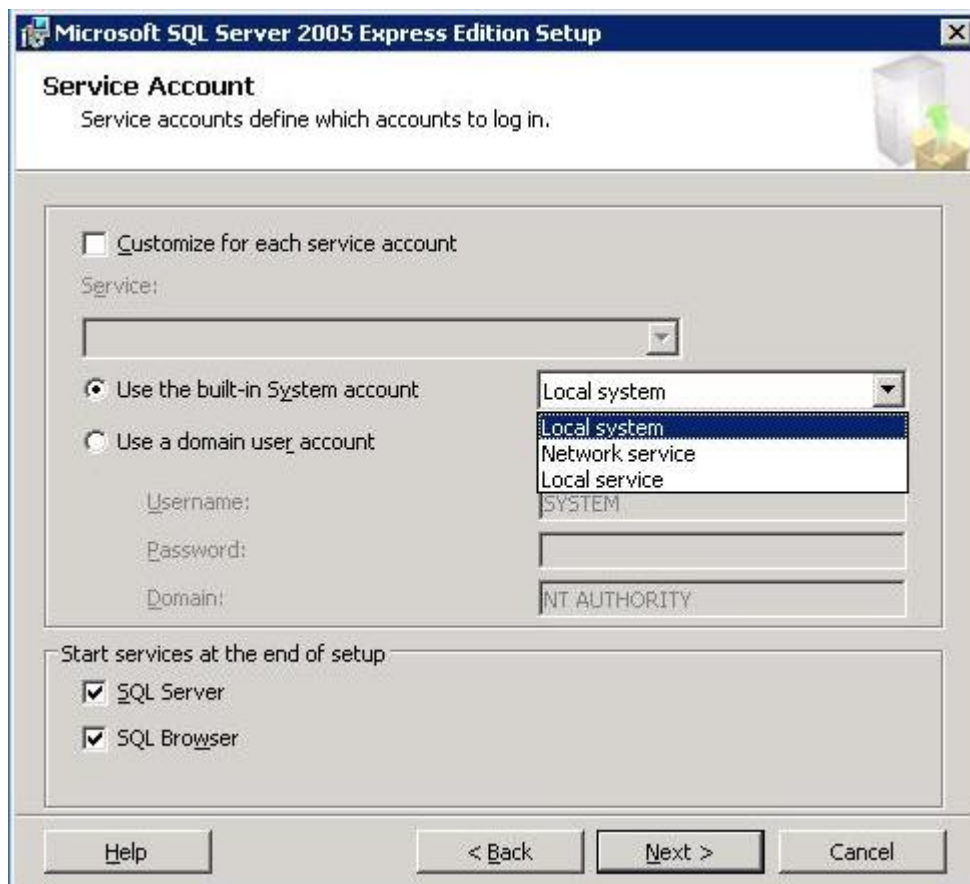 Microsoft SQL Server 2005 Express Edition Setup
Service Account
Service accounts define which accounts to log in.
Customize for each service account
Service:
Use the built-in System account
Local system
Local system
Use a domain user account
Network service
Local service
Username:
SYSTEM
Password:
Domain:
NT AUTHORITY
Start services at the end of setup
SQL Server
SQL Browser
Help
< Back
Next >
Cancel